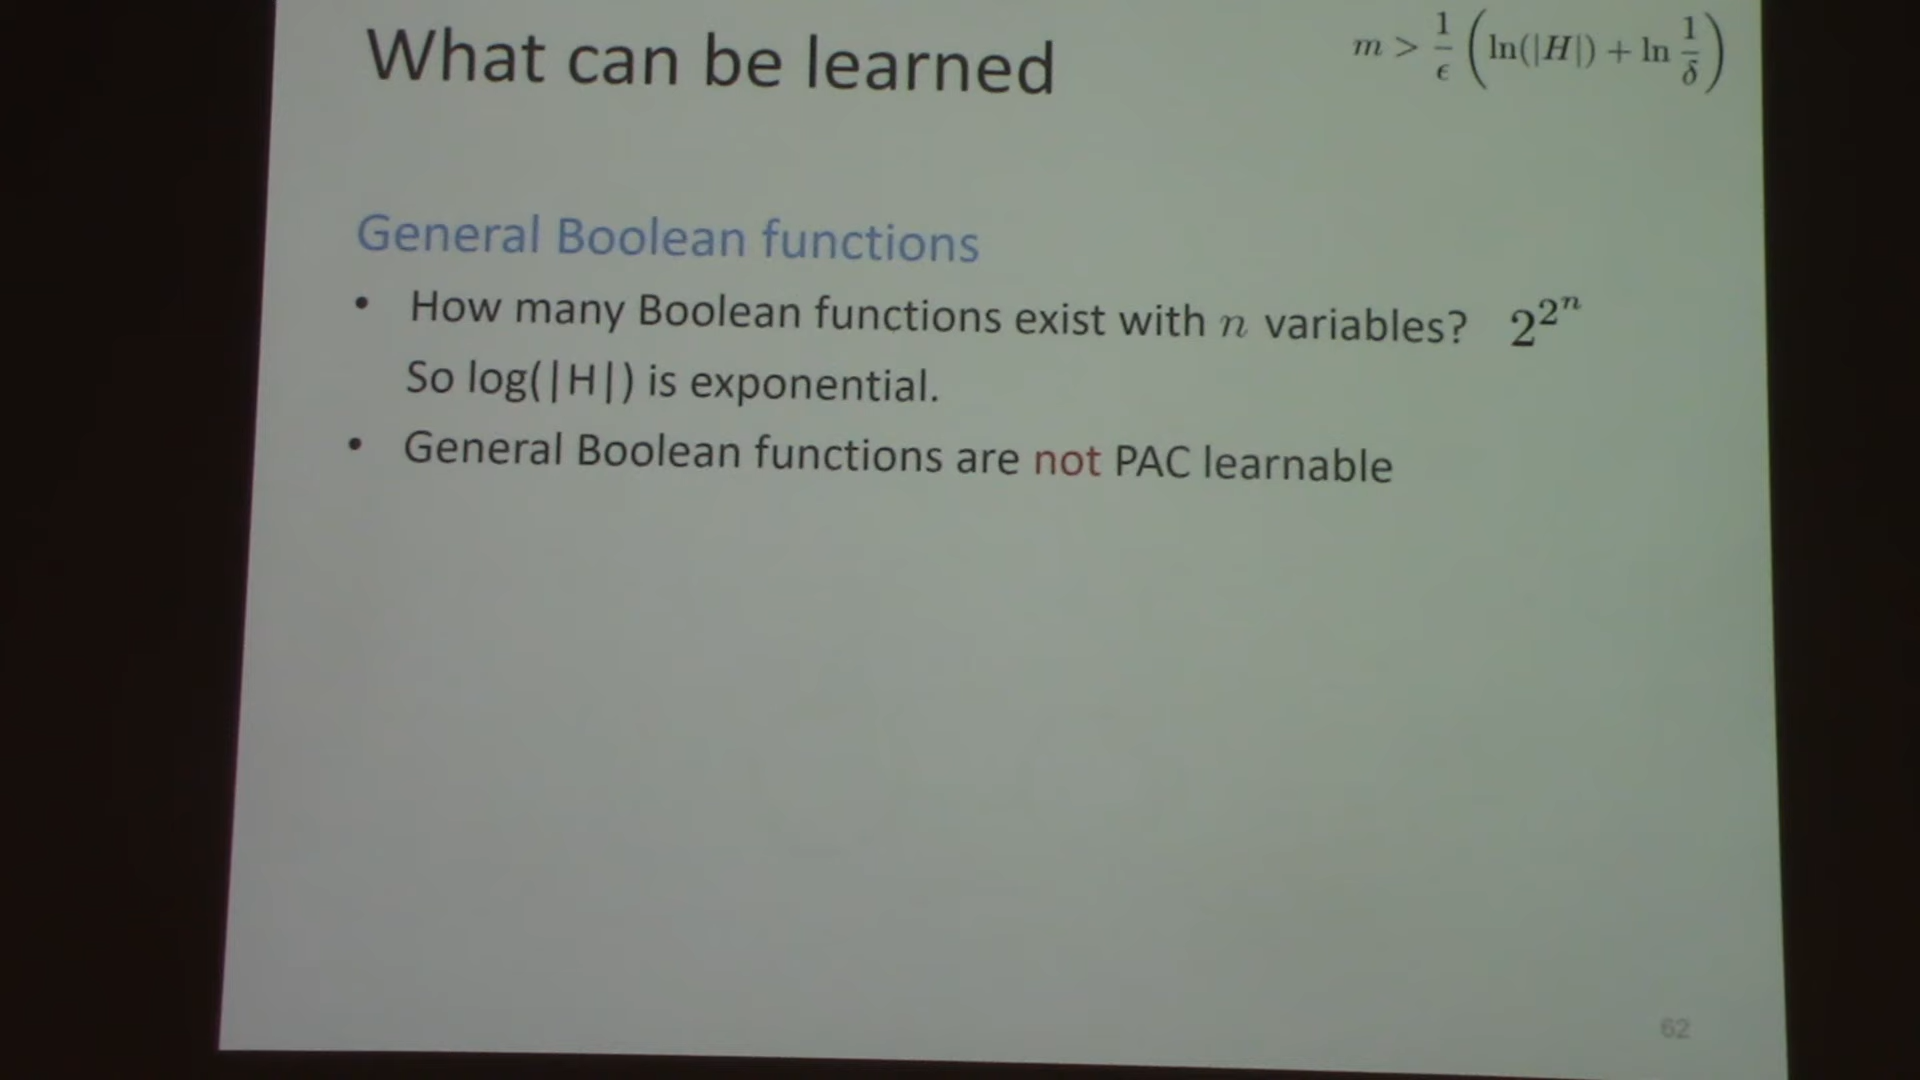 What can be learned
m > 1/ϵ (ln(|H|) + ln 1/δ)
General Boolean functions
• How many Boolean functions exist with n variables? 2^{2^n}
So log(|H|) is exponential.
• General Boolean functions are not PAC learnable
62